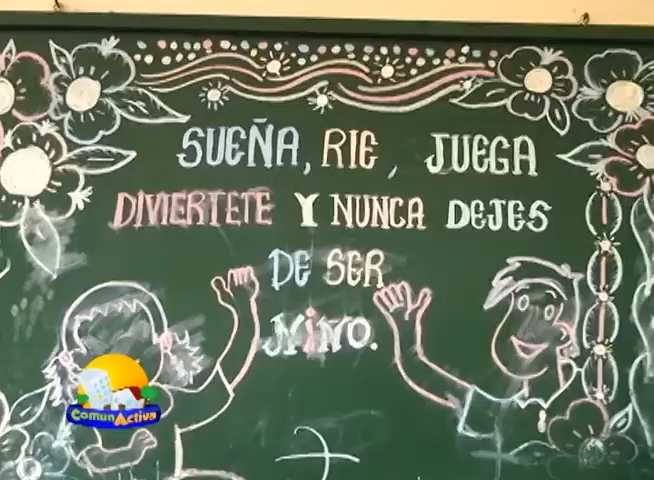 SUEÑA, RIE, JUEGA
DIVIERTETE Y NUNCA DEJES
DE SER
NiÑO.
ComunActiva